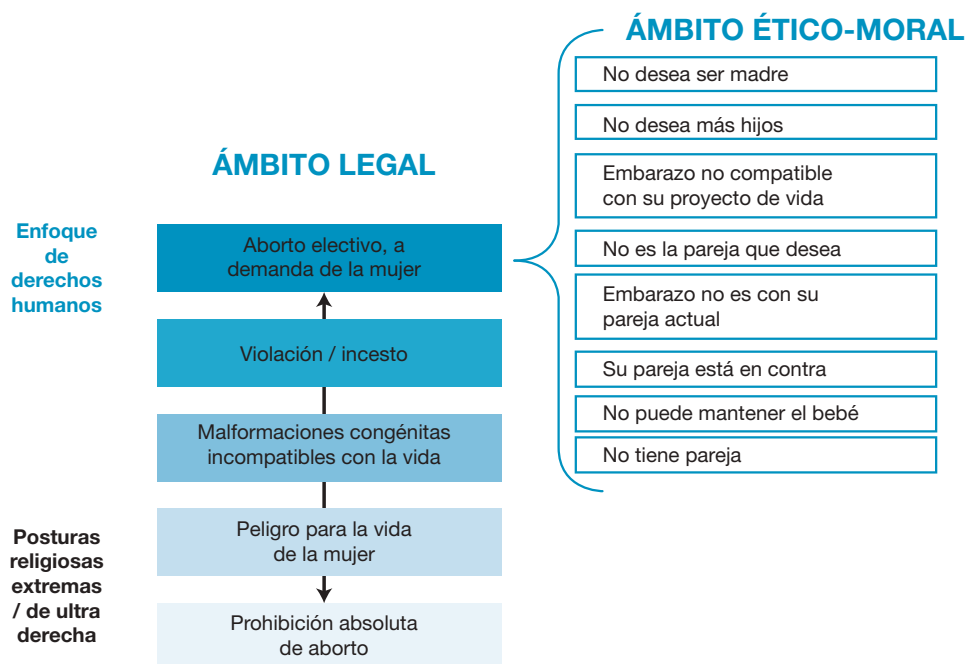 ÁMBITO ÉTICO-MORAL
No desea ser madre
No desea más hijos
Embarazo no compatible
con su proyecto de vida
No es la pareja que desea
Embarazo no es con su
pareja actual
Su pareja está en contra
No puede mantener el bebé
No tiene pareja
ÁMBITO LEGAL
Enfoque
de
derechos
humanos
Aborto electivo, a
demanda de la mujer
Violación / incesto
Malformaciones congénitas
incompatibles con la vida
Posturas
religiosas
extremas
/ de ultra
derecha
Peligro para la vida
de la mujer
Prohibición absoluta
de aborto